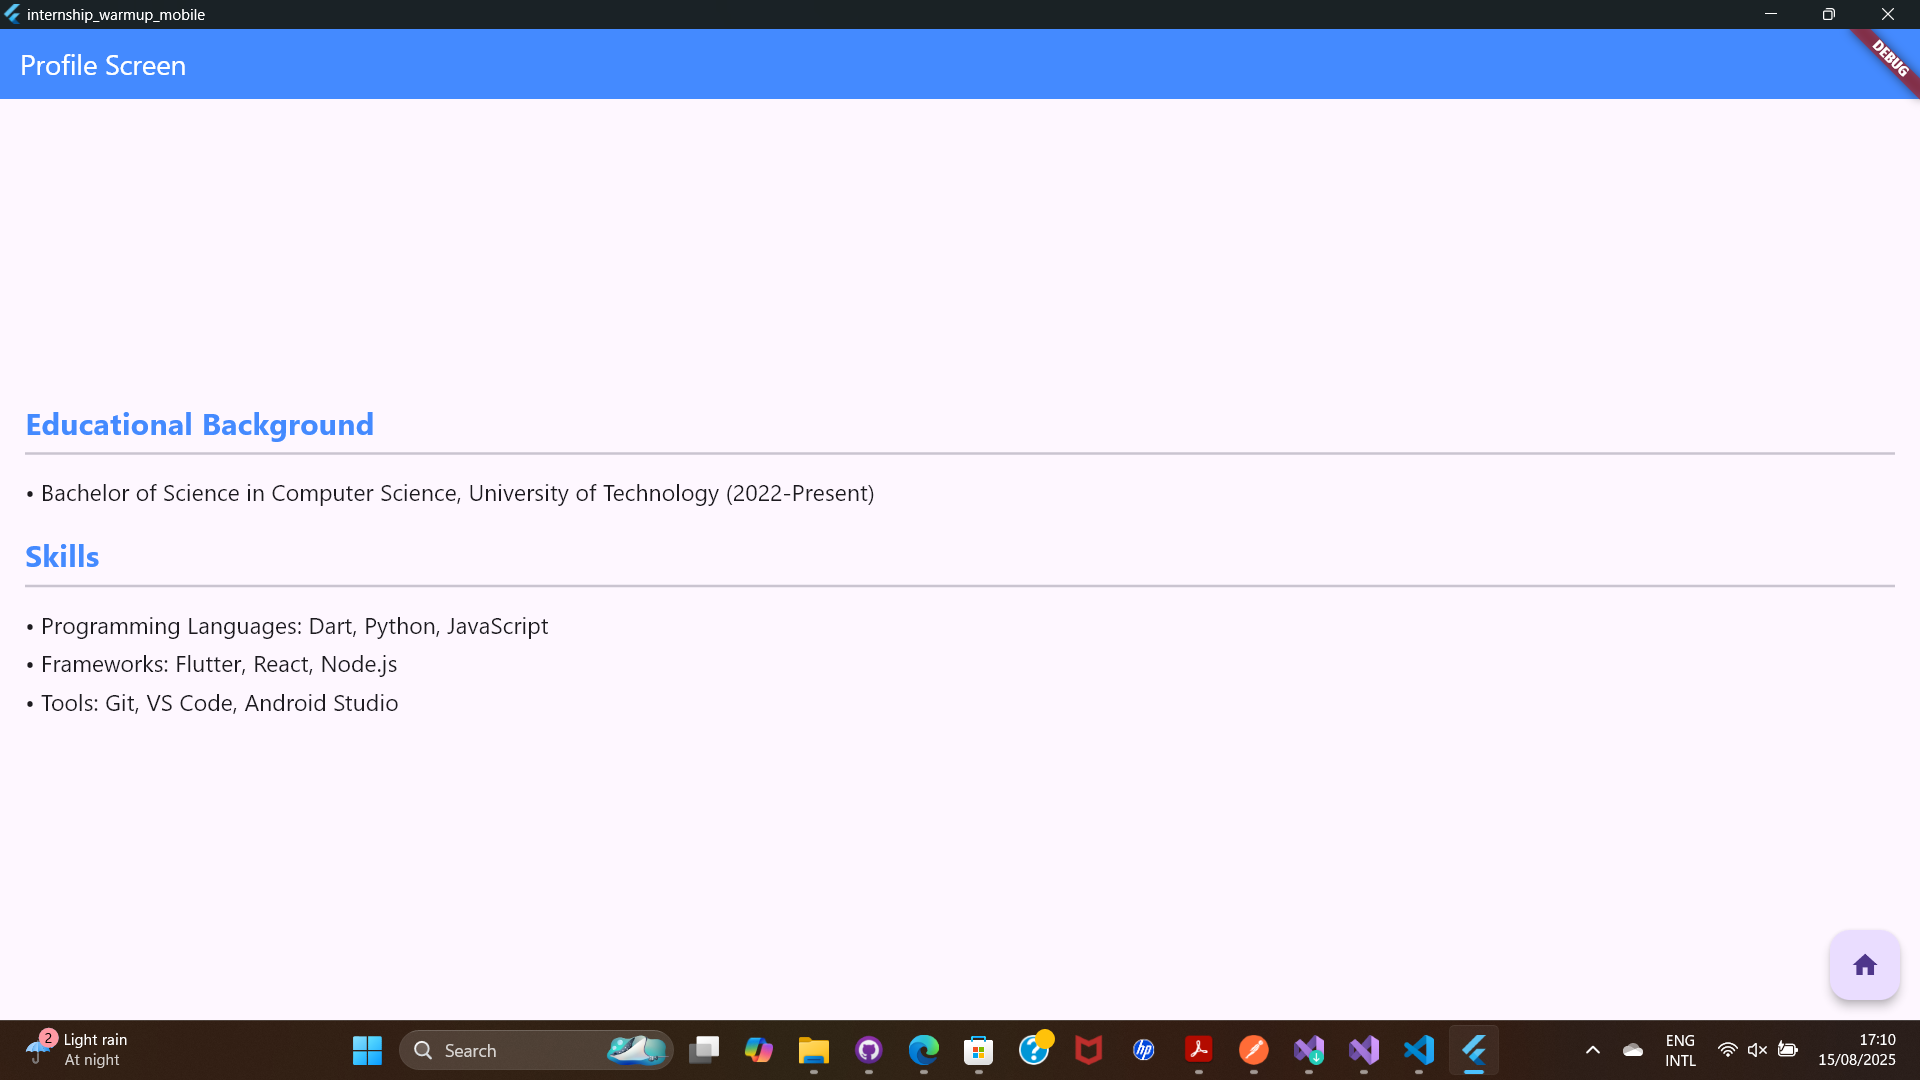 internship_warmup_mobile
Profile Screen
DEBUG
Educational Background
• Bachelor of Science in Computer Science, University of Technology (2022-Present)
Skills
• Programming Languages: Dart, Python, JavaScript
• Frameworks: Flutter, React, Node.js
• Tools: Git, VS Code, Android Studio
2
Light rain
At night
Search
hp
ENG
INTL
17:10
15/08/2025